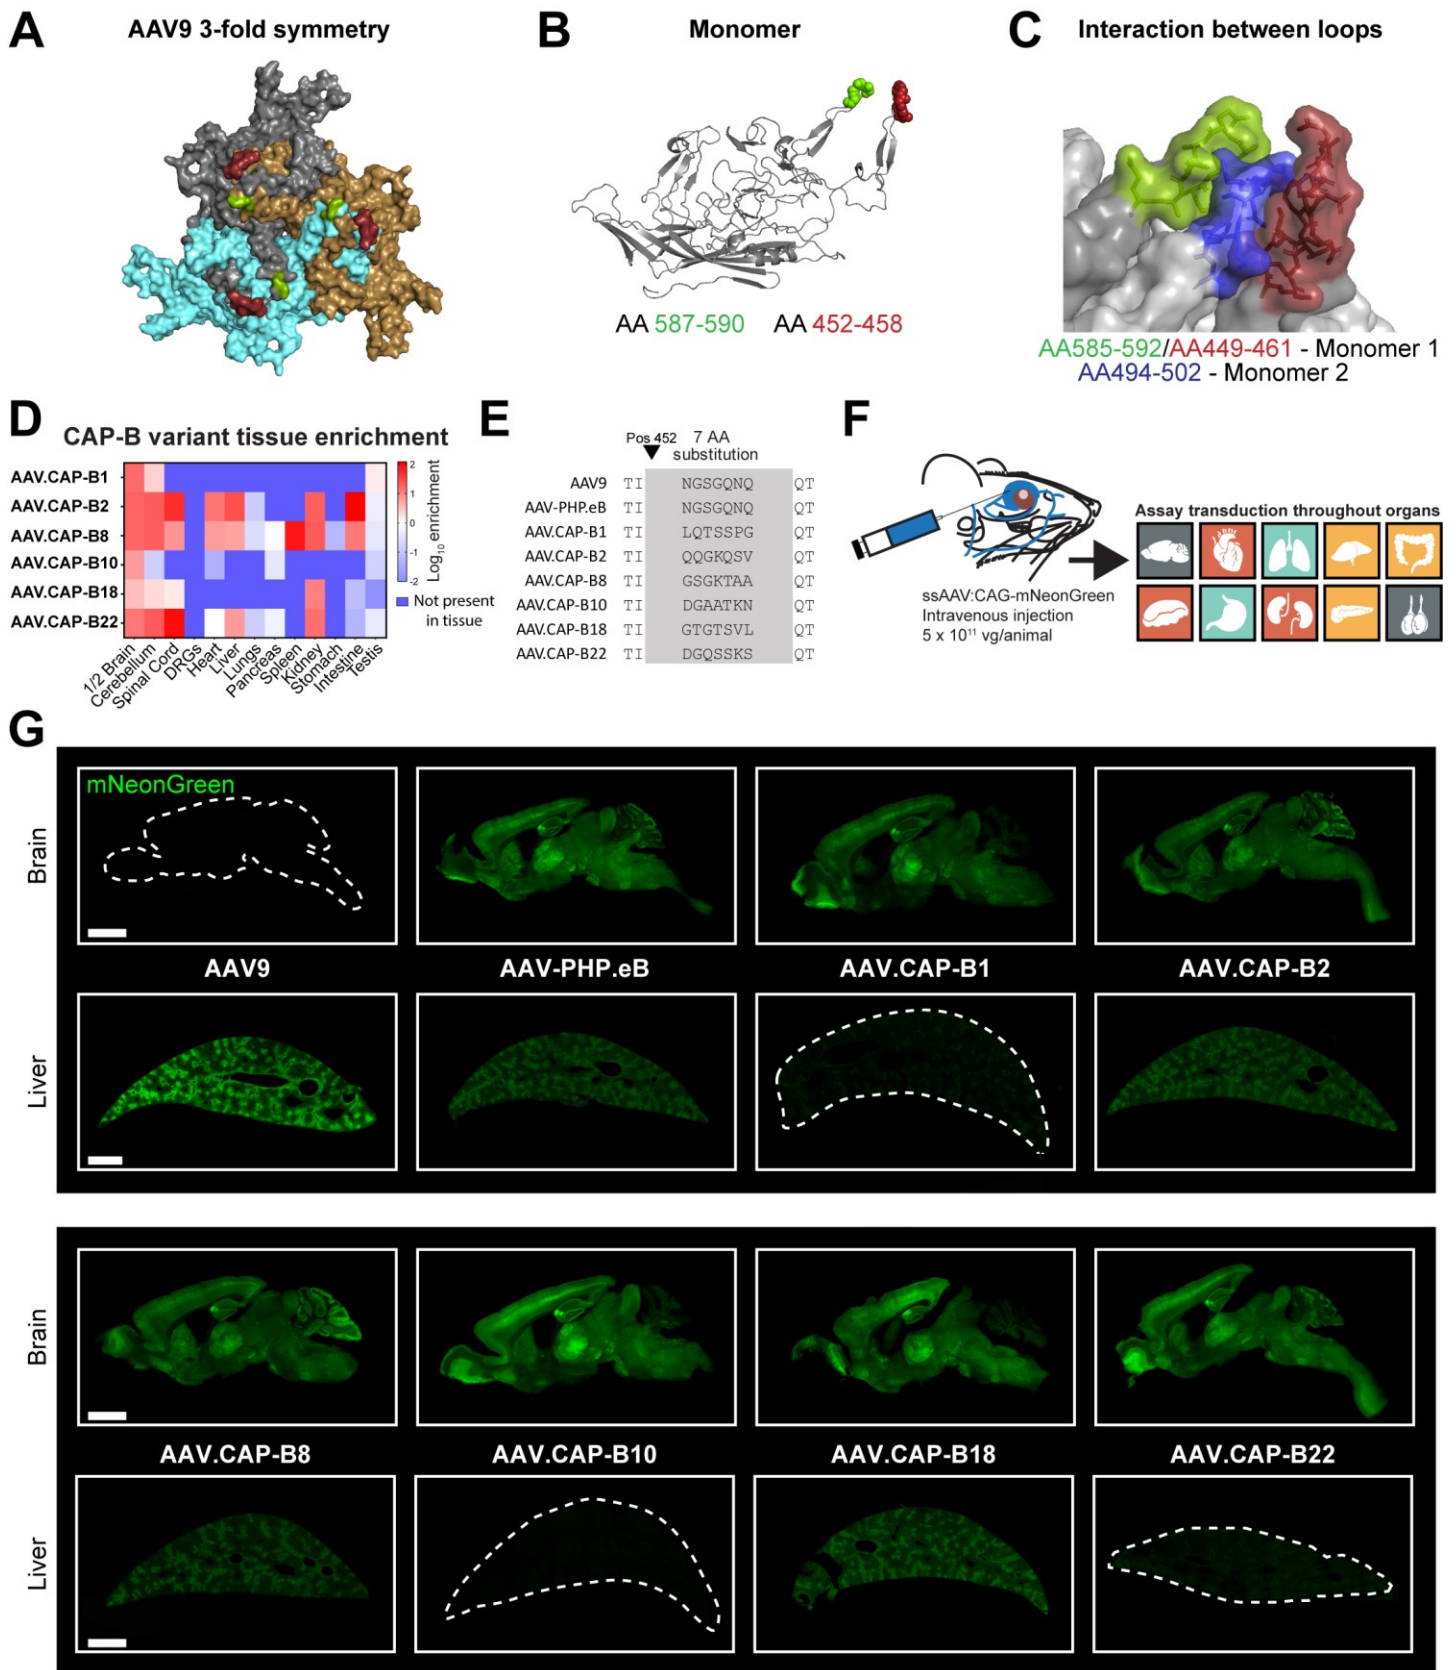 A
AAV9 3-fold symmetry
B
Monomer
AA 587-590 AA 452-458
C
Interaction between loops
AA585-592/AA449-461 - Monomer 1
AA494-502 - Monomer 2
D
CAP-B variant tissue enrichment
AAV.CAP-B1
AAV.CAP-B2
AAV.CAP-B8
AAV.CAP-B10
AAV.CAP-B18
AAV.CAP-B22
1/2 Brain
Cerebellum
Spinal Cord
DRGs
Heart
Liver
Lungs
Pancreas
Spleen
Kidney
Stomach
Intestine
Testis
2
1
0
-1
-2
Log10 enrichment
Not present
in tissue
E
Pos 452
7 AA
substitution
AAV9 TI NGSGQNQ QT
AAV-PHP.eB TI NGSGQNQ QT
AAV.CAP-B1 TI LQTSSPG QT
AAV.CAP-B2 TI QQGKQSV QT
AAV.CAP-B8 TI GSGKTAA QT
AAV.CAP-B10 TI DGAATKN QT
AAV.CAP-B18 TI GTGTSVL QT
AAV.CAP-B22 TI DGQSSKS QT
F
ssAAV:CAG-mNeonGreen
Intravenous injection
5 x 10¹¹ vg/animal
Assay transduction throughout organs
G
Brain
mNeonGreen
AAV9 AAV-PHP.eB AAV.CAP-B1 AAV.CAP-B2
Liver
Brain
AAV.CAP-B8 AAV.CAP-B10 AAV.CAP-B18 AAV.CAP-B22
Liver